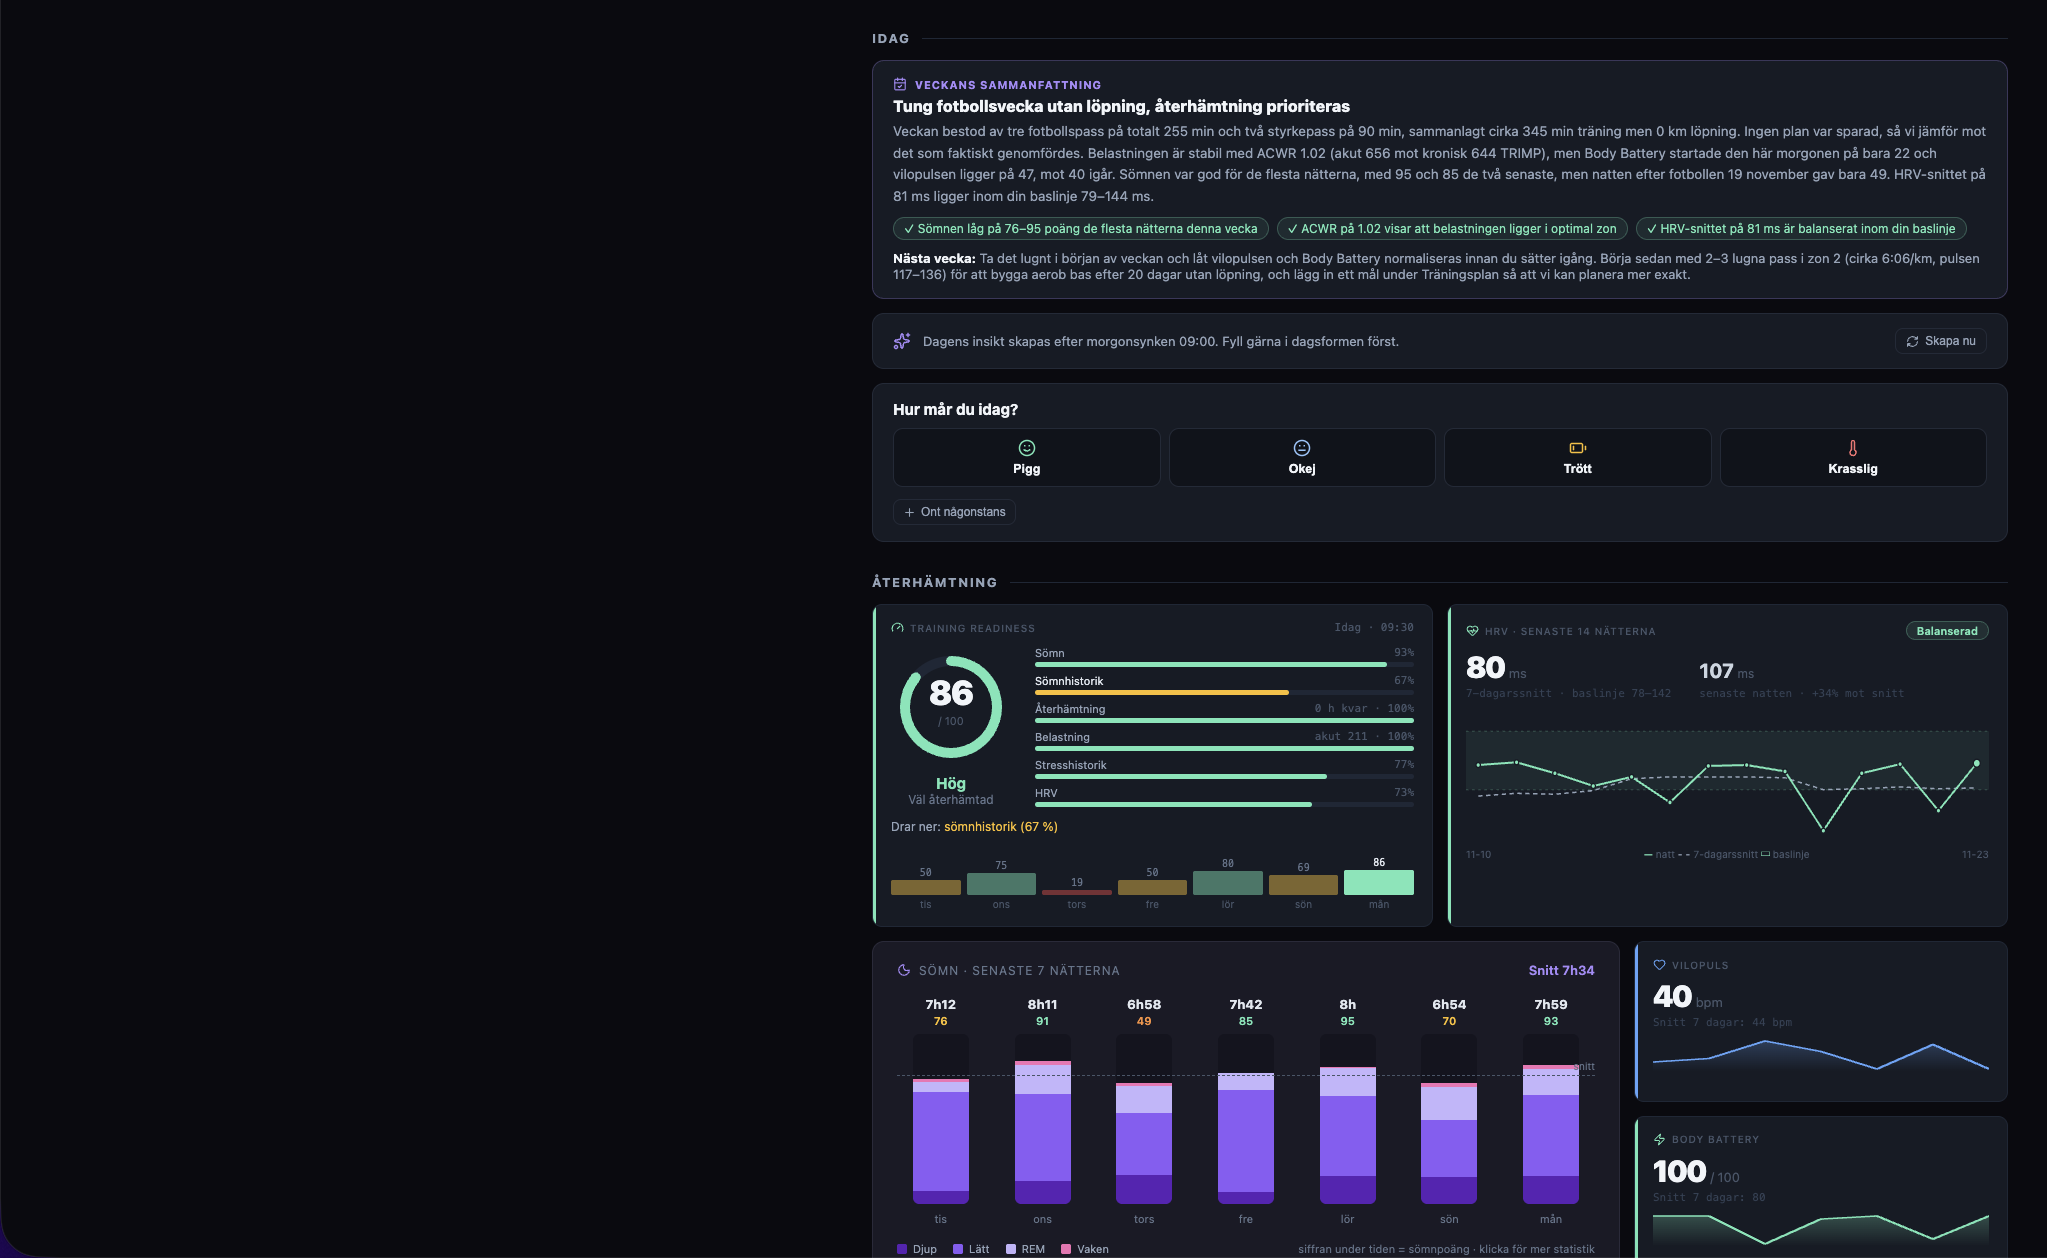 IDAG
VECKANS SAMMANFATTNING
Tung fotbollsvecka utan löpning, återhämtning prioriteras
Veckan bestod av tre fotbollspass på totalt 255 min och två styrkepass på 90 min, sammanlagt cirka 345 min träning men 0 km löpning. Ingen plan var sparad, så vi jämför mot
det som faktiskt genomfördes. Belastningen är stabil med ACWR 1.02 (akut 656 mot kronisk 644 TRIMP), men Body Battery startade den här morgonen på bara 22 och
vilopulsen ligger på 47, mot 40 igår. Sömnen var god för de flesta nätterna, med 95 och 85 de två senaste, men natten efter fotbollen 19 november gav bara 49. HRV-snittet på
81 ms ligger inom din baslinje 79–144 ms.
✓ Sömnen låg på 76–95 poäng de flesta nätterna denna vecka
✓ ACWR på 1.02 visar att belastningen ligger i optimal zon
✓ HRV-snittet på 81 ms är balanserat inom din baslinje
Nästa vecka: Ta det lugnt i början av veckan och låt vilopulsen och Body Battery normaliseras innan du sätter igång. Börja sedan med 2–3 lugna pass i zon 2 (cirka 6:06/km, pulsen
117–136) för att bygga aerob bas efter 20 dagar utan löpning, och lägg in ett mål under Träningsplan så att vi kan planera mer exakt.
Dagens insikt skapas efter morgonsynken 09:00. Fyll gärna i dagsformen först.
Skapa nu
Hur mår du idag?
Pigg
Okej
Trött
Krasslig
+ Ont någonstans
ÅTERHÄMTNING
TRAINING READINESS
Idag · 09:30
86
/ 100
Hög
Väl återhämtad
Sömn 93%
Sömnhistorik 67%
Återhämtning 0 h kvar · 100%
Belastning akut 211 · 100%
Stresshistorik 77%
HRV 73%
Drar ner: sömnhistorik (67 %)
50 75 19 50 80 69 86
tis ons tors fre lör sön mån
HRV · SENASTE 14 NÄTTERNA
Balanserad
80 ms
7-dagarssnitt · baslinje 78–142
107 ms
senaste natten · +34% mot snitt
11-10
natt 7-dagarssnitt baslinje
11-23
SÖMN · SENASTE 7 NÄTTERNA
Snitt 7h34
7h12 8h11 6h58 7h42 8h 6h54 7h59
76 91 49 85 95 70 93
snitt
tis ons tors fre lör sön mån
Djup Lätt REM Vaken
siffran under tiden = sömnpoäng · klicka för mer statistik
VILOPULS
40 bpm
Snitt 7 dagar: 44 bpm
BODY BATTERY
100 / 100
Snitt 7 dagar: 80